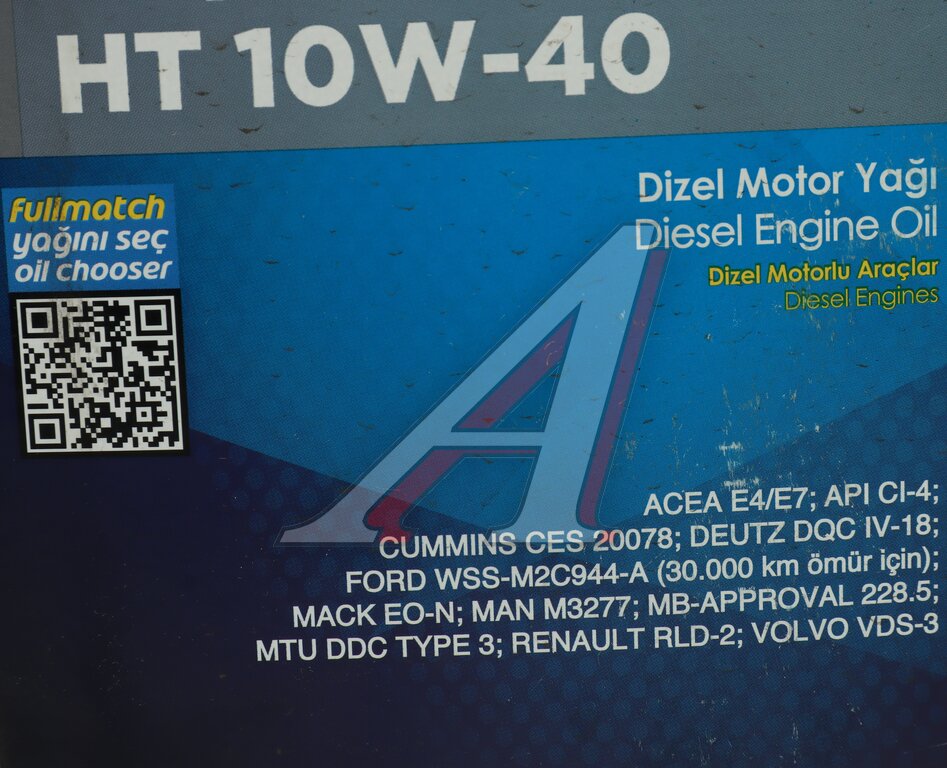 HT 10W-40
Dizel Motor Yağı
Diesel Engine Oil
Dizel Motorlu Araçlar
Diesel Engines
Fullmatch
yağını seç
oil chooser
ACEA E4/E7; API CI-4;
CUMMINS CES 20078; DEUTZ DQC IV-18;
FORD WSS-M2C944-A (30.000 km ömür için);
MACK EO-N; MAN M3277; MB-APPROVAL 228.5;
MTU DDC TYPE 3; RENAULT RLD-2; VOLVO VDS-3
A